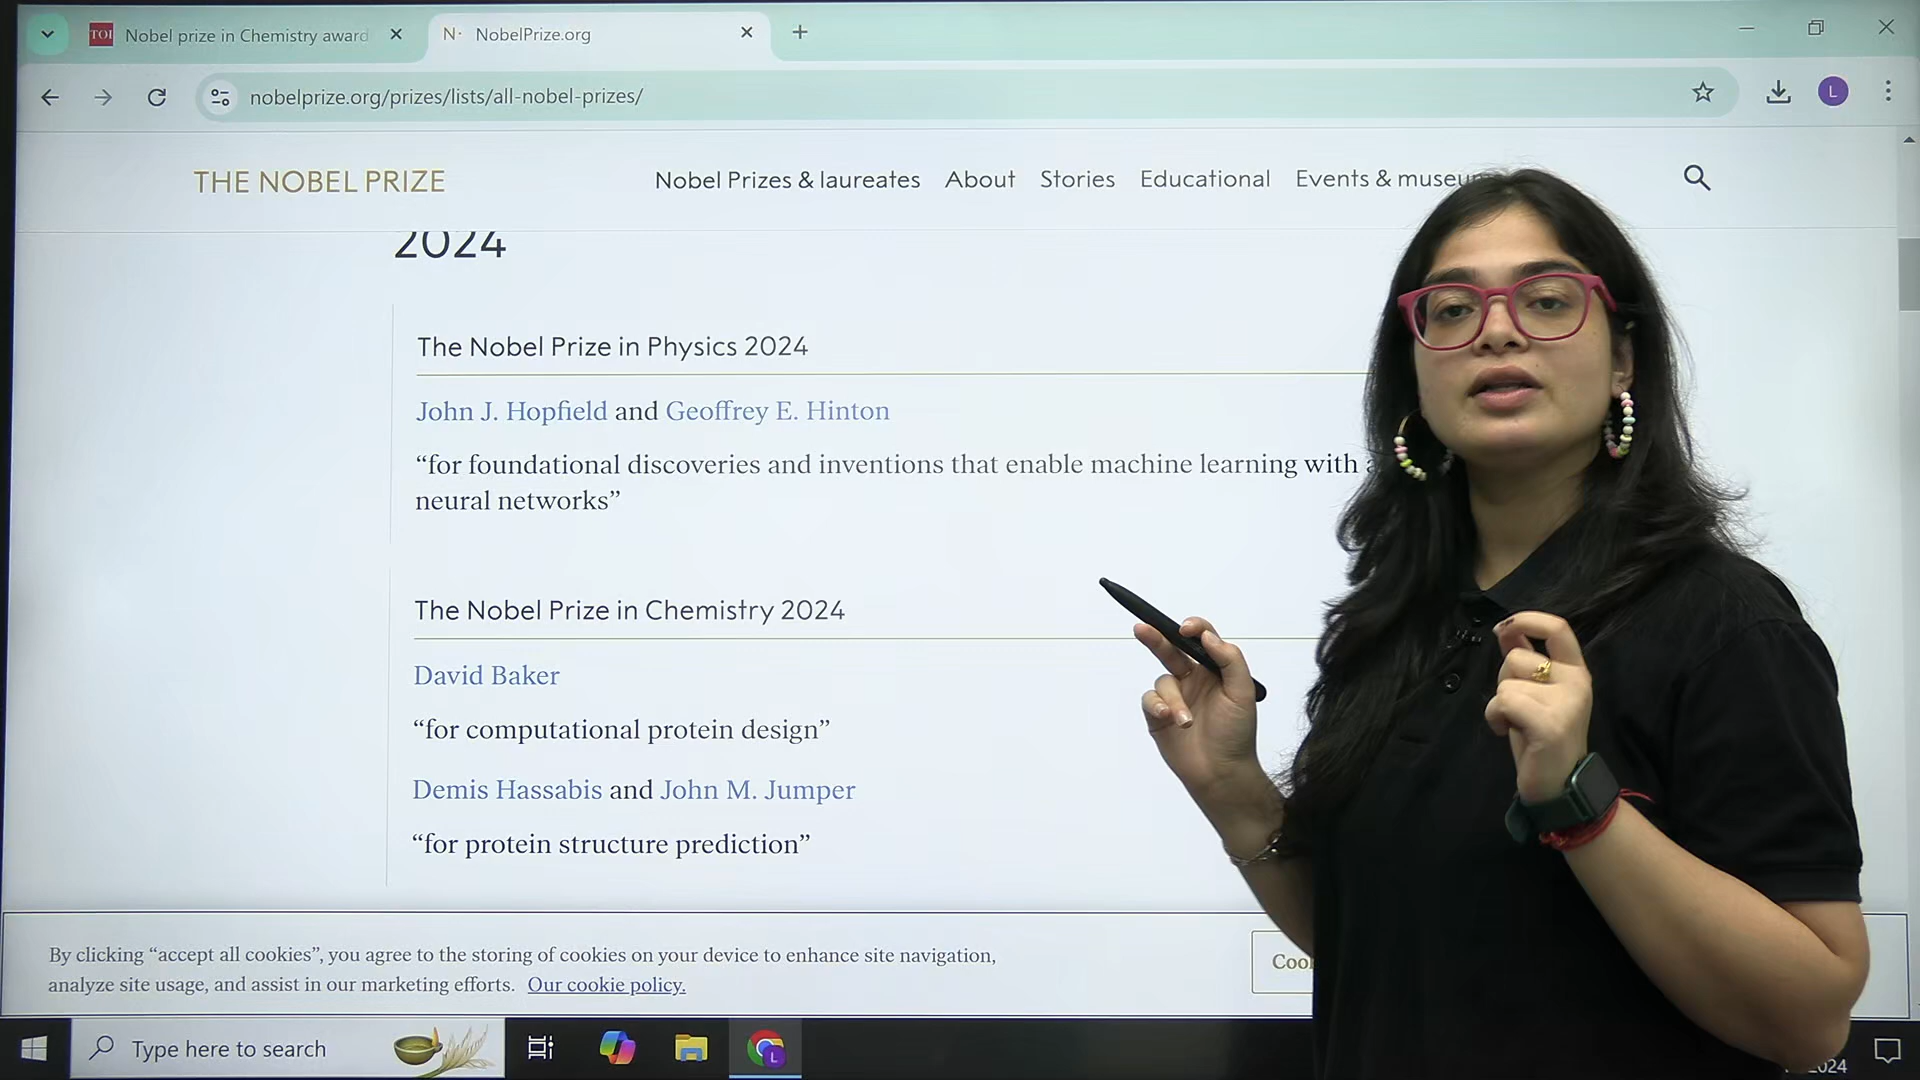 TOI Nobel prize in Chemistry award
N· NobelPrize.org
nobelprize.org/prizes/lists/all-nobel-prizes/
L
THE NOBEL PRIZE
Nobel Prizes & laureates About Stories Educational Events &
2024
The Nobel Prize in Physics 2024
John J. Hopfield and Geoffrey E. Hinton
“for foundational discoveries and inventions that enable machine learning with
neural networks”
The Nobel Prize in Chemistry 2024
David Baker
“for computational protein design”
Demis Hassabis and John M. Jumper
“for protein structure prediction”
By clicking “accept all cookies”, you agree to the storing of cookies on your device to enhance site navigation,
analyze site usage, and assist in our marketing efforts. Our cookie policy.
Type here to search
L